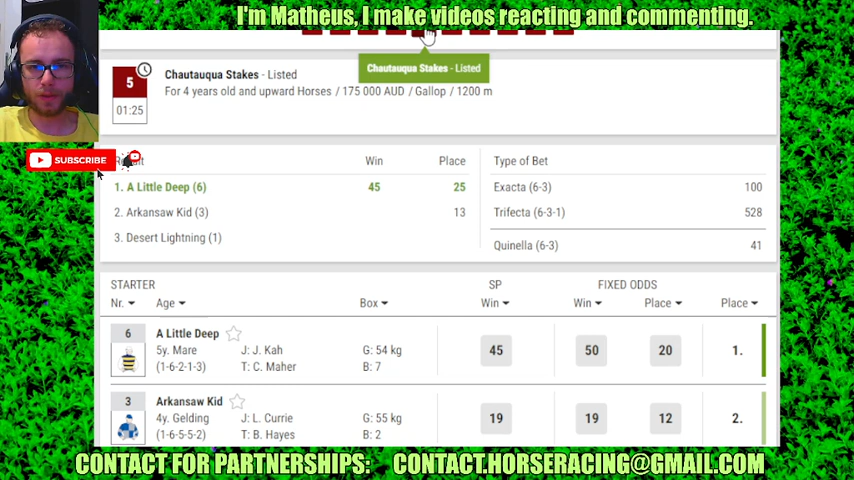 I'm Matheus, I make videos reacting and commenting.
5
01:25
Chautauqua Stakes - Listed
For 4 years old and upward Horses / 175 000 AUD / Gallop / 1200 m
Chautauqua Stakes - Listed
SUBSCRIBE
Win Place
1. A Little Deep (6) 45 25
2. Arkansaw Kid (3) 13
3. Desert Lightning (1)
Type of Bet
Exacta (6-3) 100
Trifecta (6-3-1) 528
Quinella (6-3) 41
STARTER SP FIXED ODDS
Nr. Age Box Win Win Place Place
6 A Little Deep
5y. Mare J: J. Kah G: 54 kg 45 50 20 1.
(1-6-2-1-3) T: C. Maher B: 7
3 Arkansaw Kid
4y. Gelding J: L. Currie G: 55 kg 19 19 12 2.
(1-6-5-5-2) T: B. Hayes B: 2
CONTACT FOR PARTNERSHIPS: CONTACT.HORSERACING@GMAIL.COM